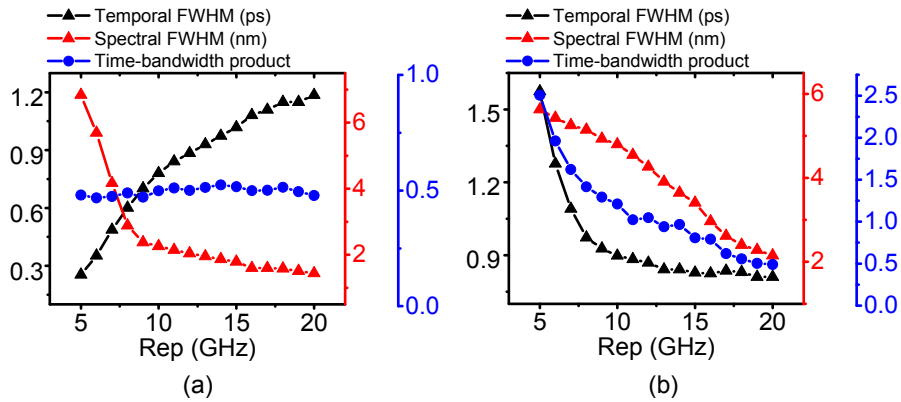 Temporal FWHM (ps)
Spectral FWHM (nm)
Time-bandwidth product
1.2
0.9
0.6
0.3
6
4
2
1.0
0.5
0.0
5 10 15 20
Rep (GHz)
(a)
Temporal FWHM (ps)
Spectral FWHM (nm)
Time-bandwidth product
1.5
1.2
0.9
6
4
2
2.5
2.0
1.5
1.0
0.5
0.0
5 10 15 20
Rep (GHz)
(b)